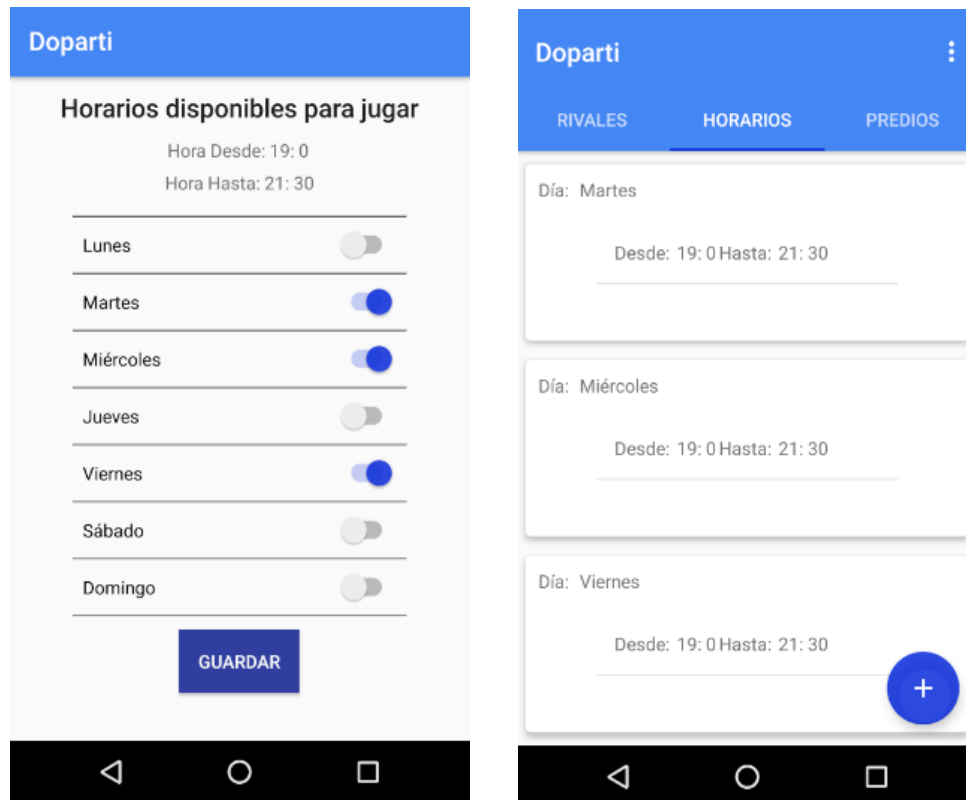 Doparti
Horarios disponibles para jugar
Hora Desde: 19: 0
Hora Hasta: 21: 30
Lunes
Martes
Miércoles
Jueves
Viernes
Sábado
Domingo
GUARDAR
Doparti
RIVALES HORARIOS PREDIOS
Día: Martes
Desde: 19: 0 Hasta: 21: 30
Día: Miércoles
Desde: 19: 0 Hasta: 21: 30
Día: Viernes
Desde: 19: 0 Hasta: 21: 30
+